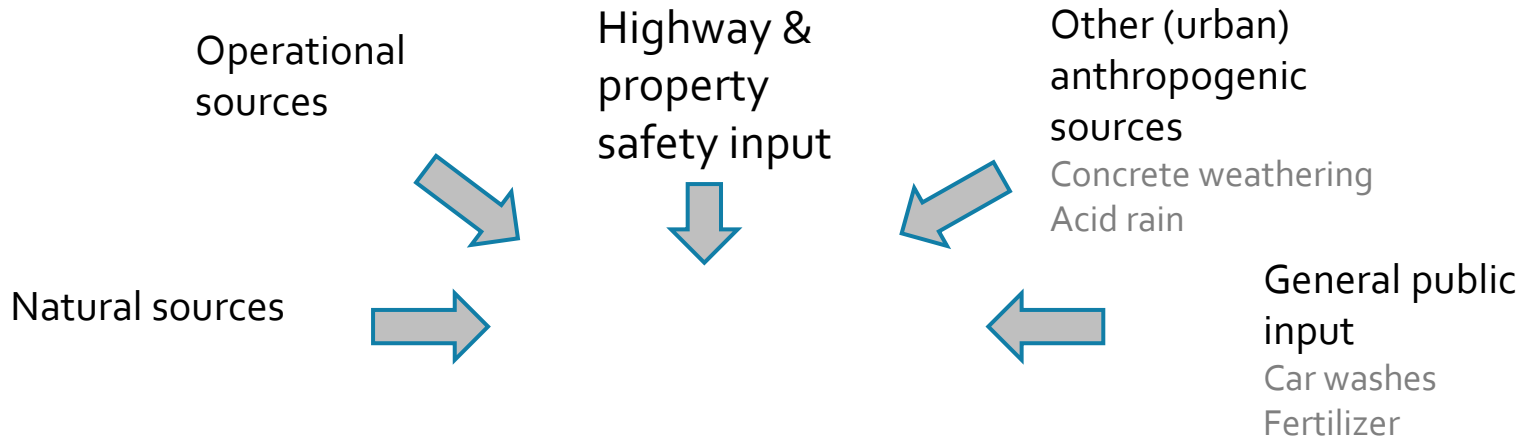 Operational
sources
Highway &
property
safety input
Other (urban)
anthropogenic
sources
Concrete weathering
Acid rain
Natural sources
General public
input
Car washes
Fertilizer